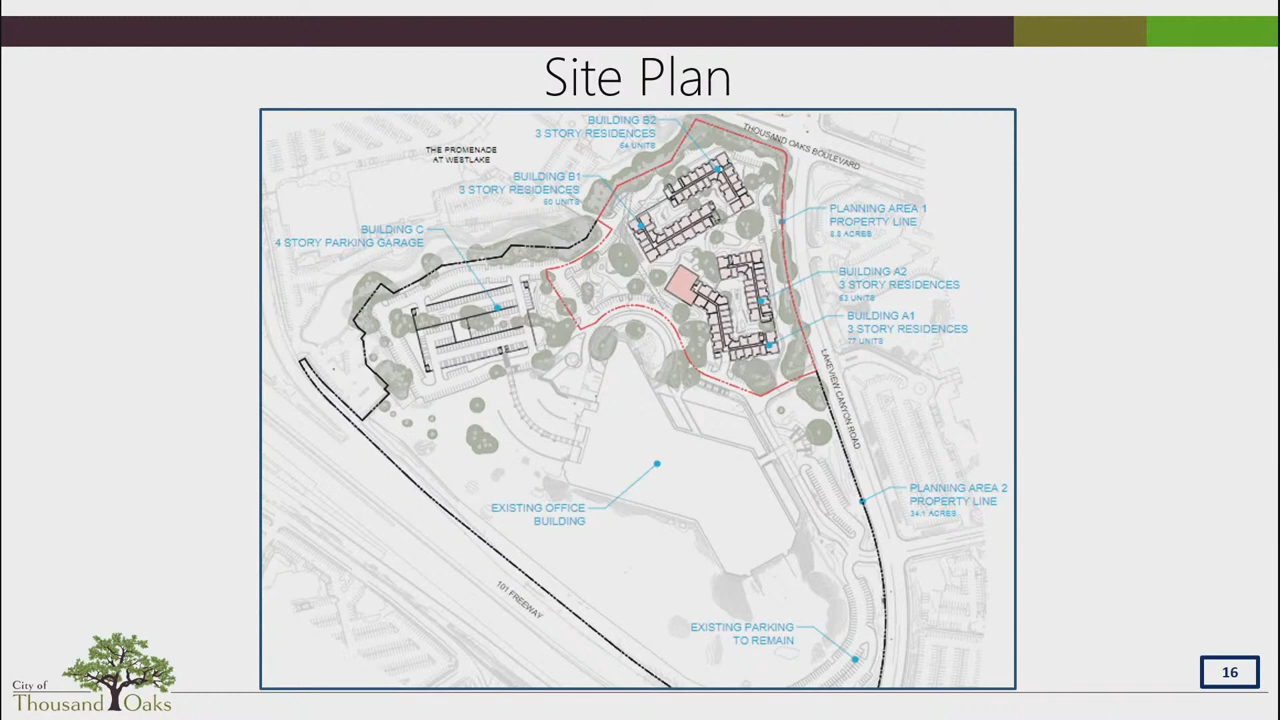 Site Plan
BUILDING B2
3 STORY RESIDENCES
64 UNITS
THOUSAND OAKS BOULEVARD
THE PROMENADE
AT WESTLAKE
BUILDING B1
3 STORY RESIDENCES
60 UNITS
BUILDING C
4 STORY PARKING GARAGE
PLANNING AREA 1
PROPERTY LINE
8.8 ACRES
BUILDING A2
3 STORY RESIDENCES
63 UNITS
BUILDING A1
3 STORY RESIDENCES
77 UNITS
LAKEVIEW CANYON ROAD
PLANNING AREA 2
PROPERTY LINE
34.1 ACRES
EXISTING OFFICE
BUILDING
101 FREEWAY
EXISTING PARKING
TO REMAIN
City of
Thousand Oaks
16